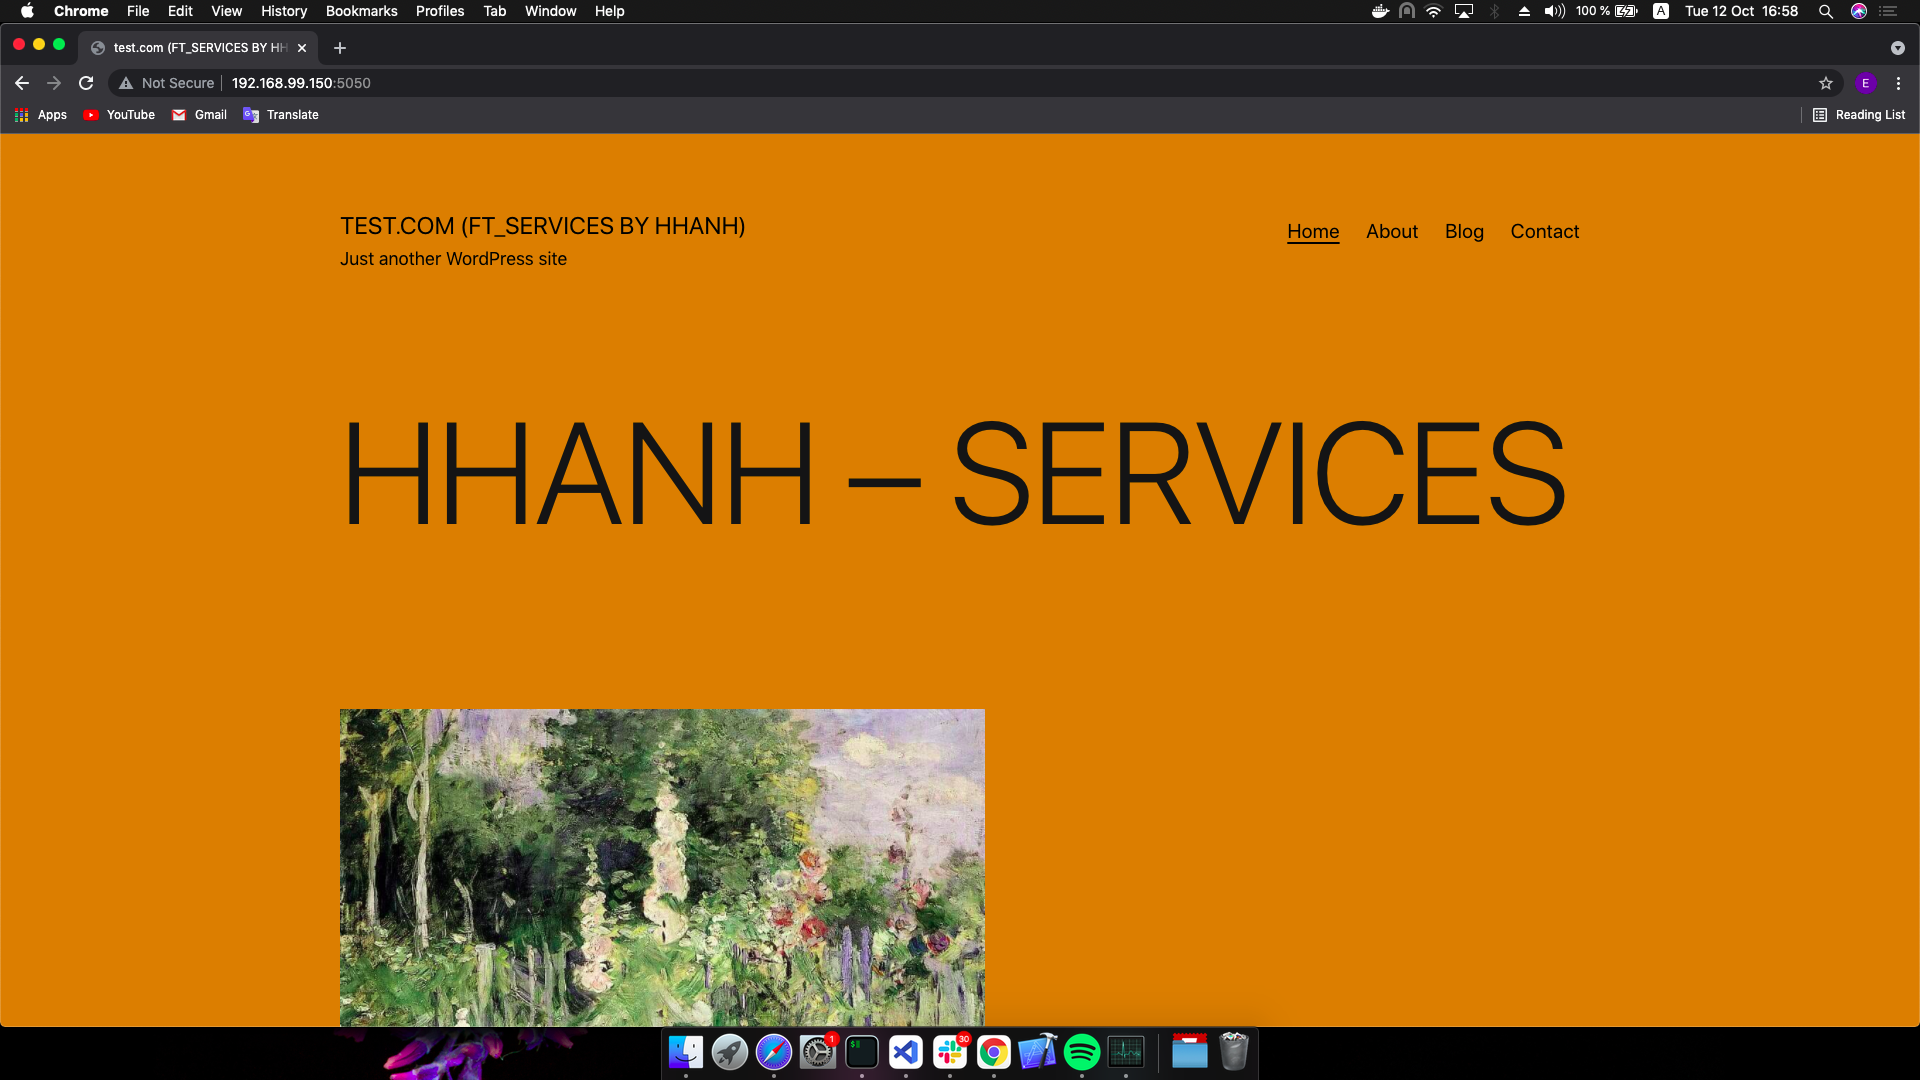 Chrome File Edit View History Bookmarks Profiles Tab Window Help 100 % A Tue 12 Oct 16:58
test.com (FT_SERVICES BY HH
Not Secure 192.168.99.150:5050 E
Apps YouTube Gmail Translate Reading List
TEST.COM (FT_SERVICES BY HHANH)
Just another WordPress site
Home About Blog Contact
HHANH – SERVICES
1 $ 30